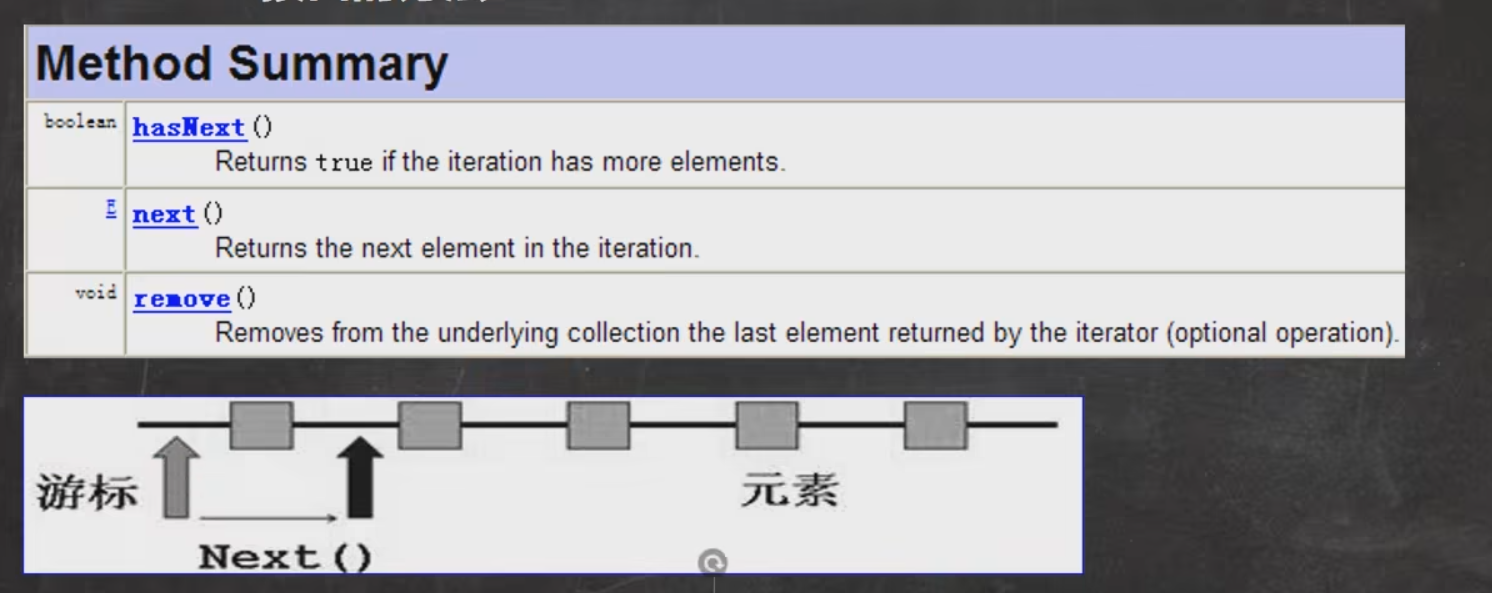 Method Summary
boolean hasNext()
Returns true if the iteration has more elements.
E next()
Returns the next element in the iteration.
void remove()
Removes from the underlying collection the last element returned by the iterator (optional operation).
游标
元素
Next()